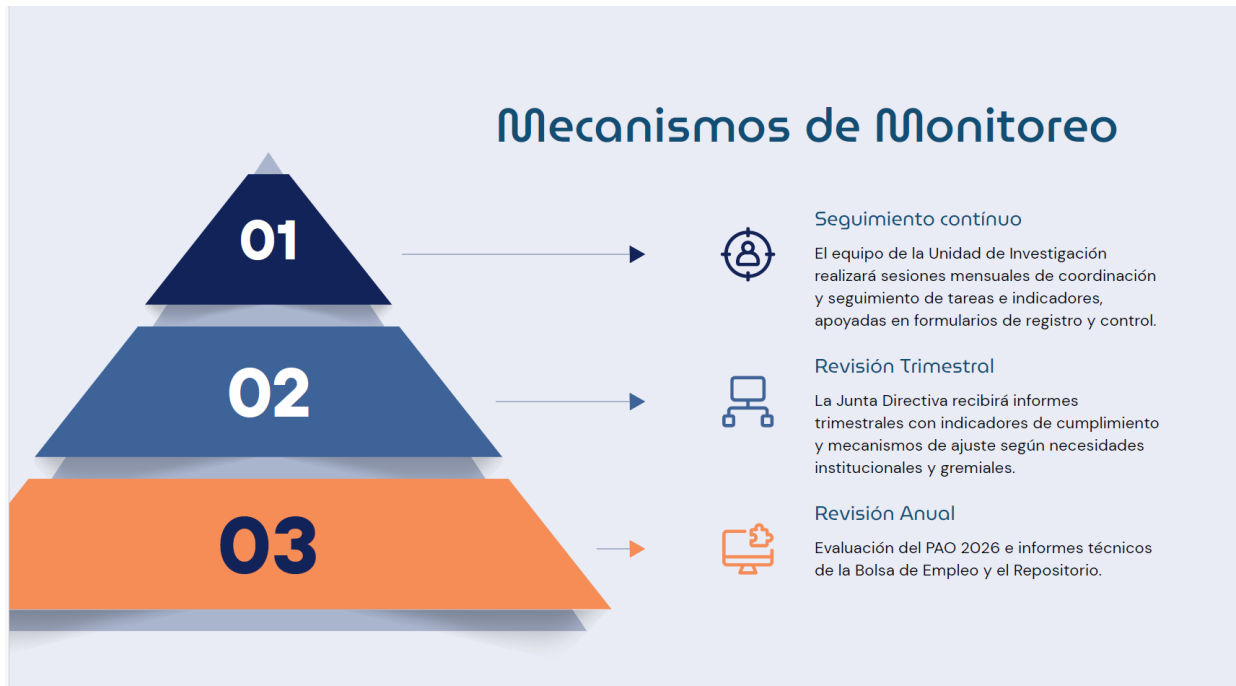 Mecanismos de Monitoreo
01
Seguimiento contínuo
El equipo de la Unidad de Investigación
realizará sesiones mensuales de coordinación
y seguimiento de tareas e indicadores,
apoyadas en formularios de registro y control.
02
Revisión Trimestral
La Junta Directiva recibirá informes
trimestrales con indicadores de cumplimiento
y mecanismos de ajuste según necesidades
institucionales y gremiales.
03
Revisión Anual
Evaluación del PAO 2026 e informes técnicos
de la Bolsa de Empleo y el Repositorio.